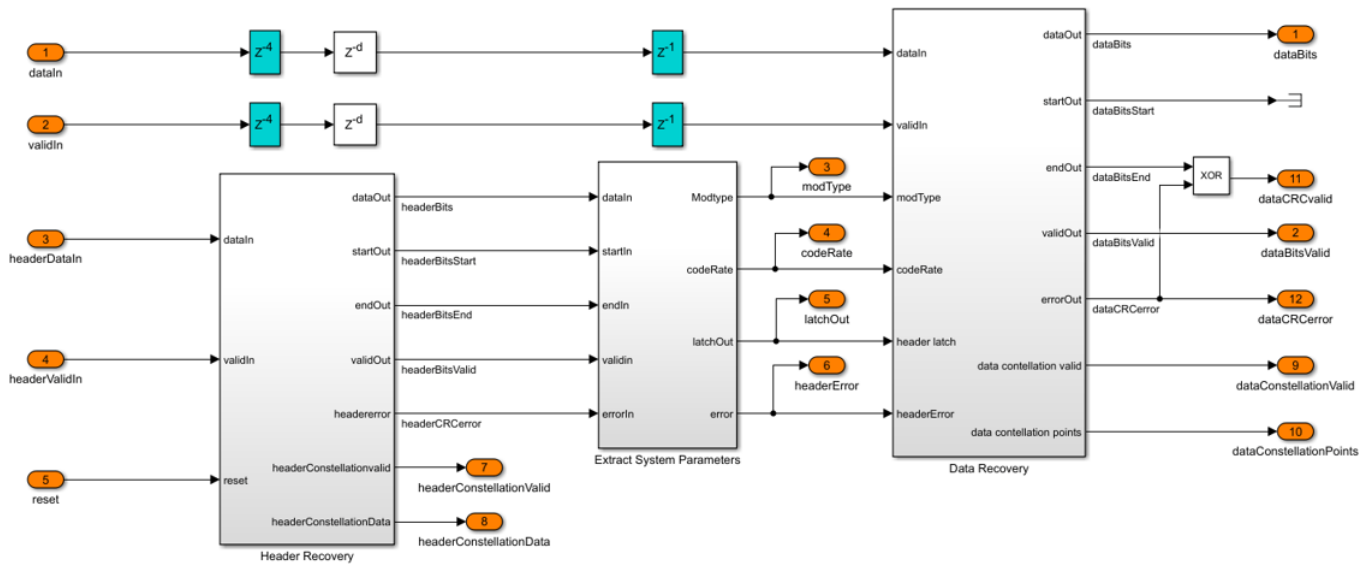 1
dataIn
Z-4
Z-d
Z-1
2
validIn
Z-4
Z-d
Z-1
3
headerDataIn
4
headerValidIn
5
reset
dataIn
validIn
reset
dataOut
startOut
endOut
validOut
headererror
headerConstellationvalid
headerConstellationData
Header Recovery
headerBits
headerBitsStart
headerBitsEnd
headerBitsValid
headerCRCerror
7
headerConstellationValid
8
headerConstellationData
dataIn
startIn
endIn
validin
errorIn
Modtype
codeRate
latchOut
error
Extract System Parameters
3
modType
4
codeRate
5
latchOut
6
headerError
dataIn
validIn
modType
codeRate
header latch
headerError
dataOut
startOut
endOut
validOut
errorOut
data contellation valid
data contellation points
Data Recovery
dataBits
dataBitsStart
dataBitsEnd
dataBitsValid
dataCRCerror
XOR
1
dataBits
11
dataCRCvalid
2
dataBitsValid
12
dataCRCerror
9
dataConstellationValid
10
dataConstellationPoints